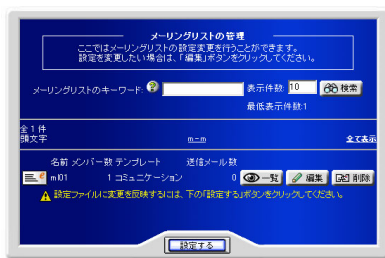 メーリングリストの管理
ここではメーリングリストの設定変更を行うことができます。
設定を変更したい場合は、「編集」ボタンをクリックしてください。
メーリングリストのキーワード: 表示件数: 10 検索
最低表示件数:1
全1件
頭文字 m-m 全て表示
名前 メンバー数 テンプレート 送信メール数
ml01 1 コミュニケーション 0 一覧 編集 削除
設定ファイルに変更を反映するには、下の「設定する」ボタンをクリックしてください。
設定する